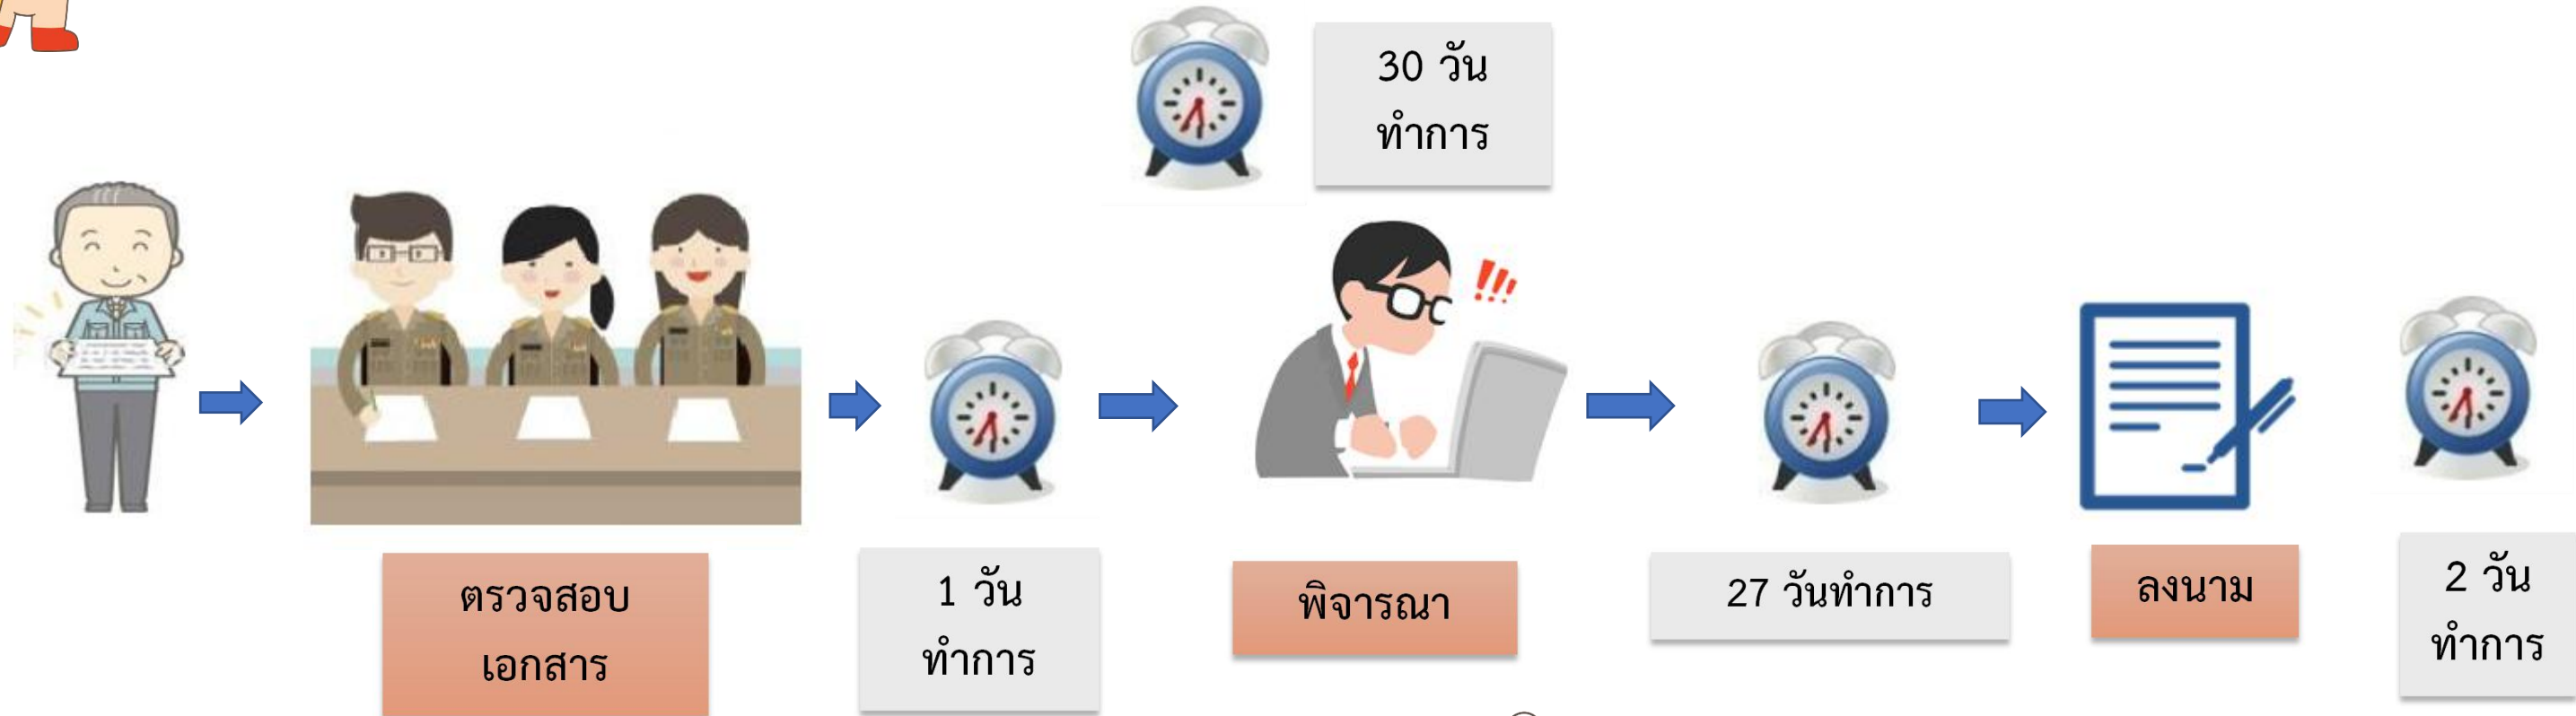 30 วัน
ทำการ
ตรวจสอบ
เอกสาร
1 วัน
ทำการ
พิจารณา
27 วันทำการ
ลงนาม
2 วัน
ทำการ